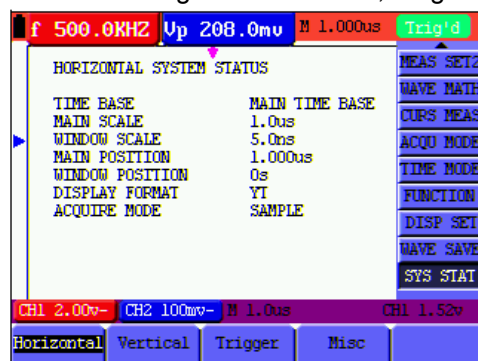 f 500.0KHZ Vp 208.0mv M 1.000us Trig'd
HORIZONTAL SYSTEM STATUS
TIME BASE MAIN TIME BASE
MAIN SCALE 1.0us
WINDOW SCALE 5.0ns
MAIN POSITION 1.000us
WINDOW POSITION 0s
DISPLAY FORMAT YT
ACQUIRE MODE SAMPLE
MEAS SET2
WAVE MATH
CURS MEAS
ACQU MODE
TIME MODE
FUNCTION
DISP SET
WAVE SAVE
SYS STAT
CH1 2.00v~ CH2 100mv~ M 1.0us CH1 1.52v
Horizontal Vertical Trigger Misc